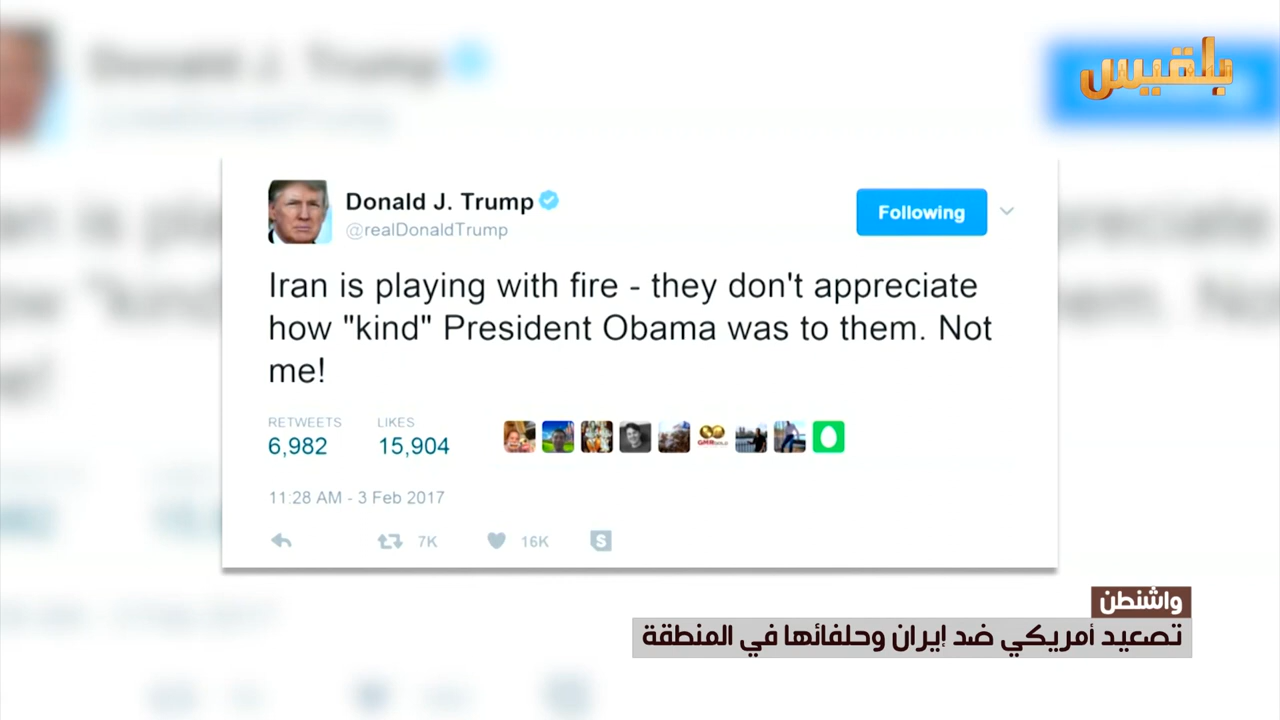 بلقيس
Donald J. Trump
@realDonaldTrump
Following
Iran is playing with fire - they don't appreciate
how "kind" President Obama was to them. Not
me!
RETWEETS LIKES
6,982 15,904
11:28 AM - 3 Feb 2017
7K 16K
واشنطن
تصعيد أمريكي ضد إيران وحلفائها في المنطقة